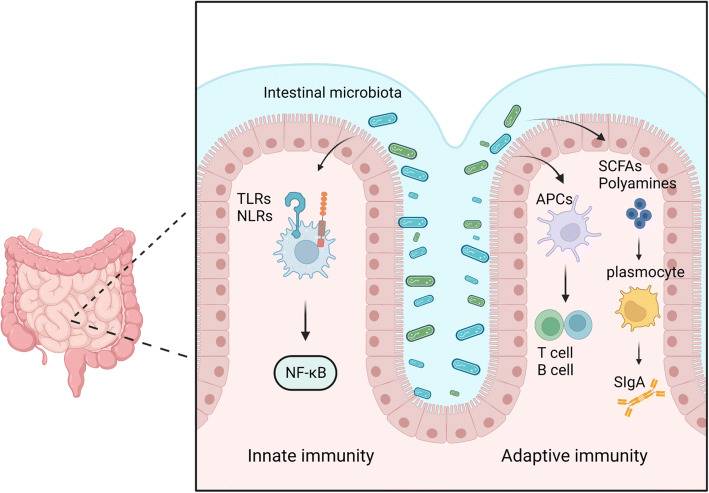 Intestinal microbiota
TLRs
NLRs
NF-κB
Innate immunity
SCFAs
Polyamines
APCs
plasmocyte
T cell
B cell
SIgA
Adaptive immunity